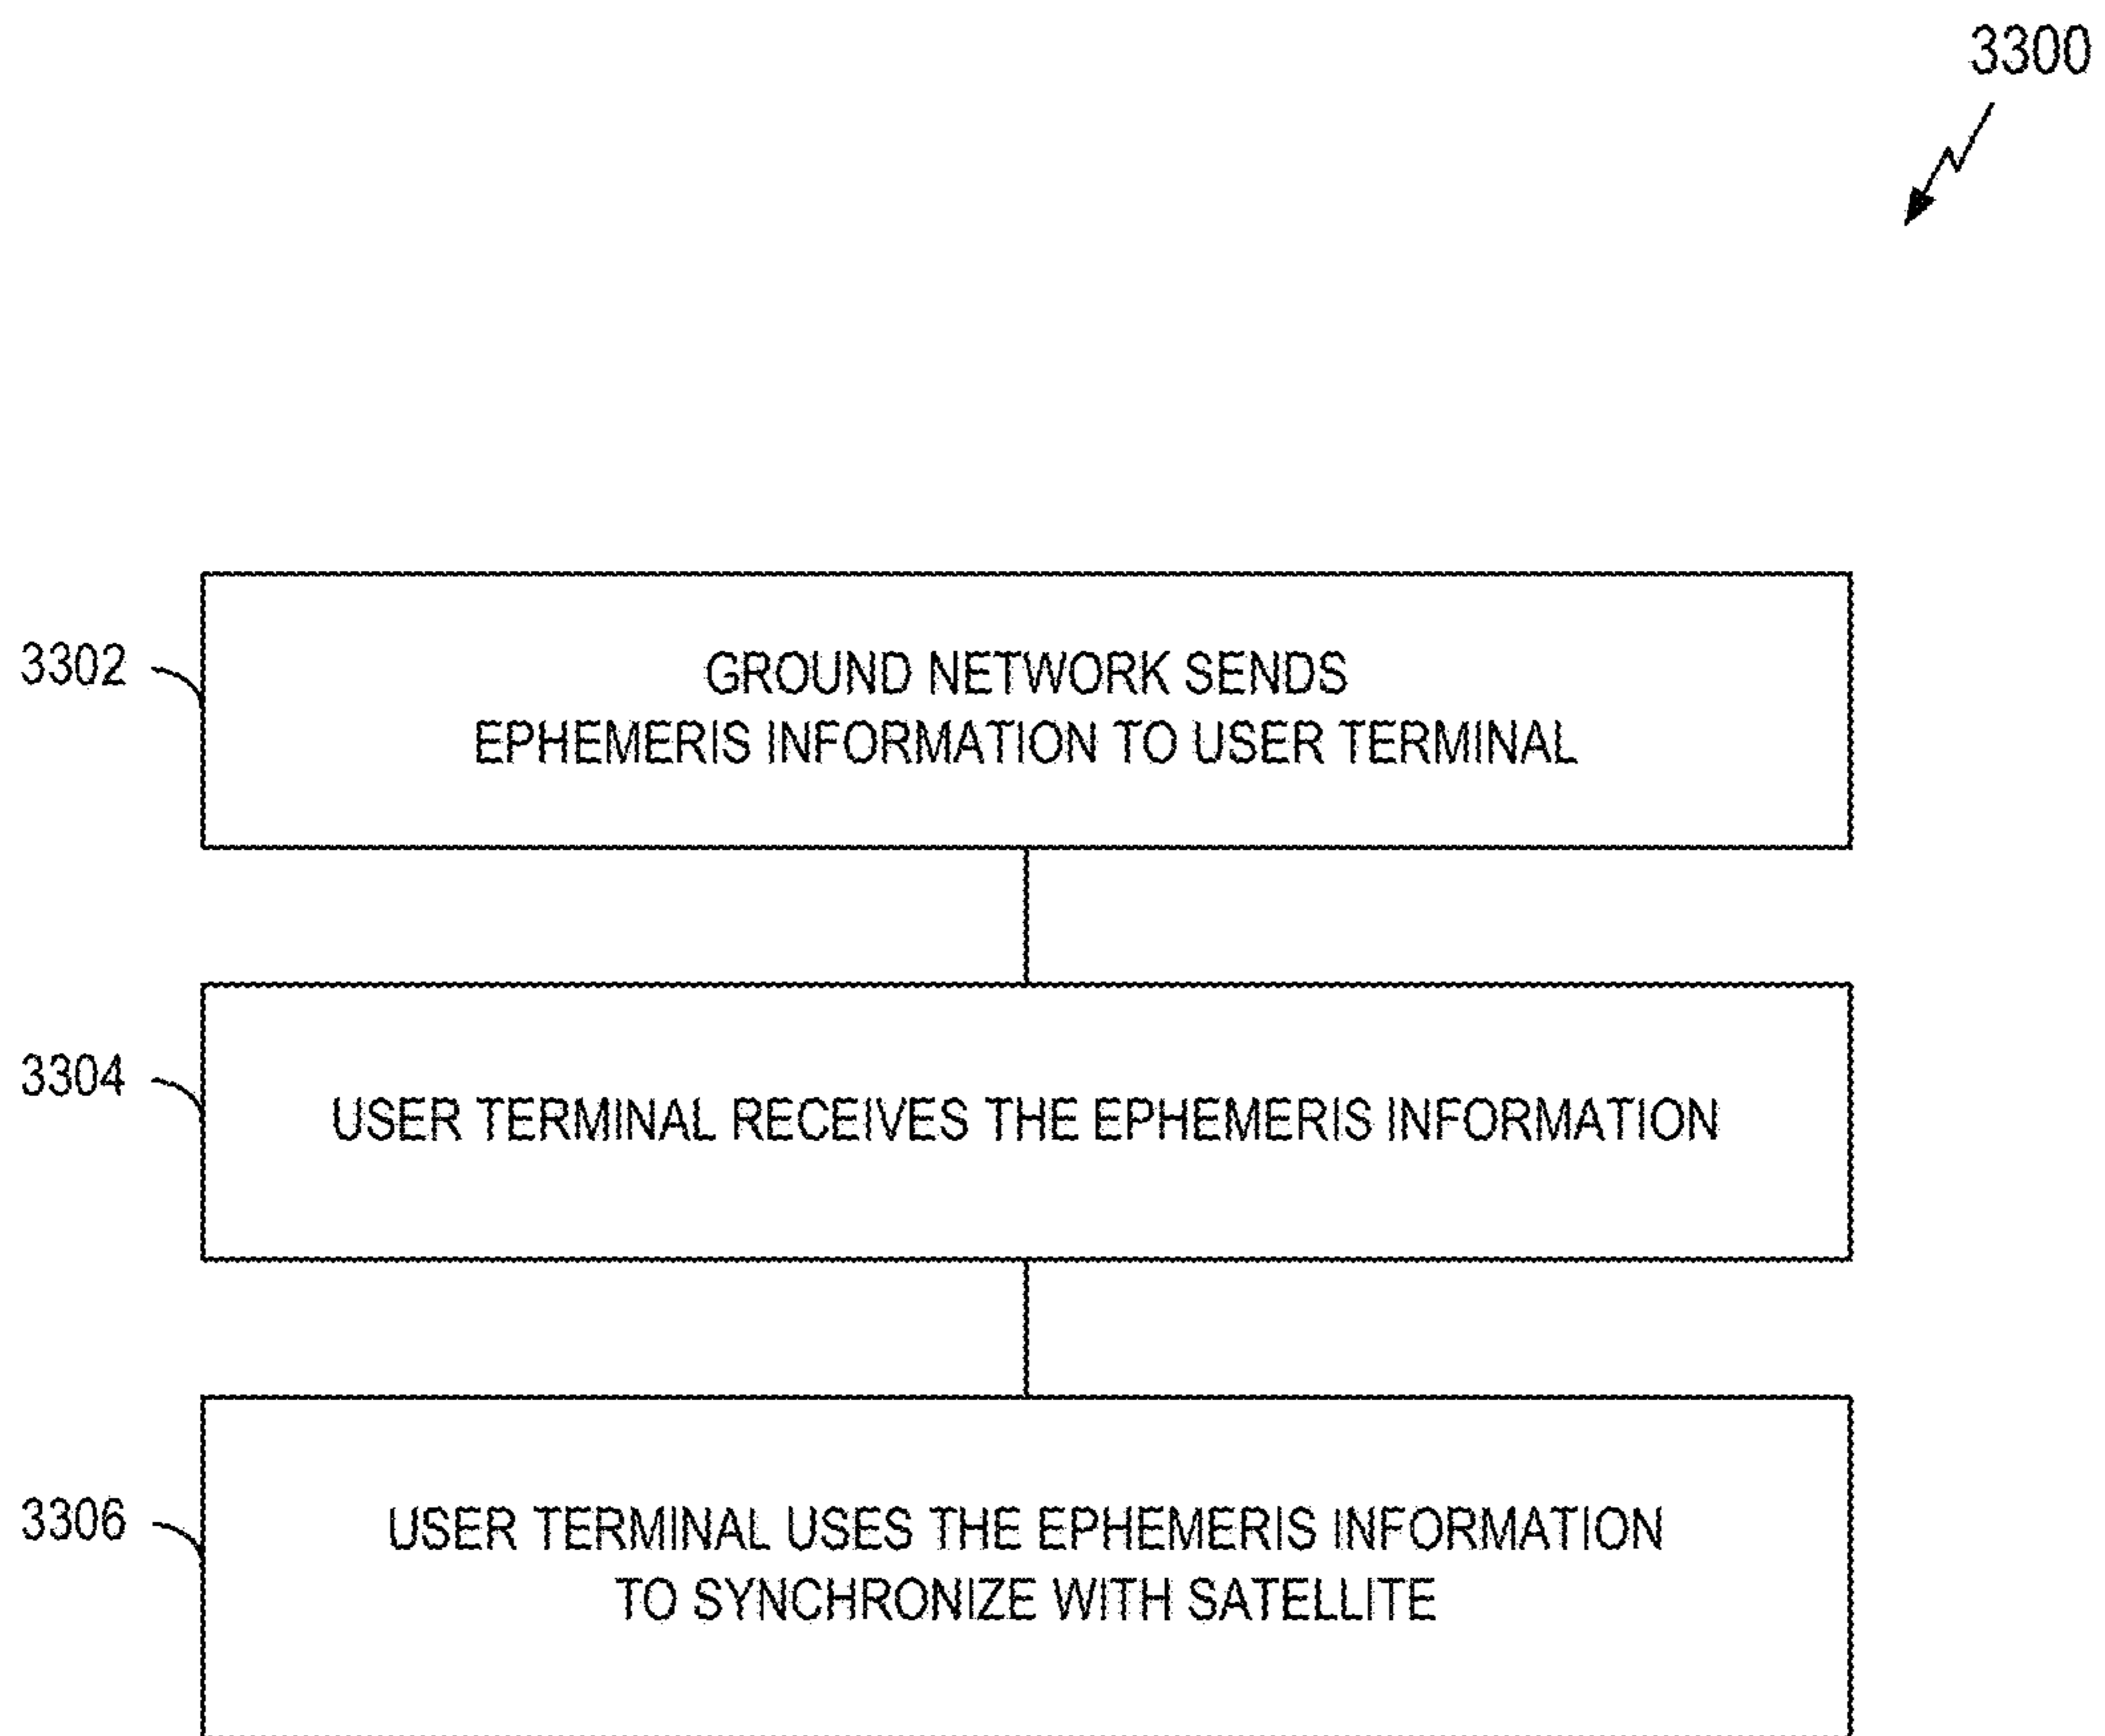 3300
3302
GROUND NETWORK SENDS
EPHEMERIS INFORMATION TO USER TERMINAL
3304
USER TERMINAL RECEIVES THE EPHEMERIS INFORMATION
3306
USER TERMINAL USES THE EPHEMERIS INFORMATION
TO SYNCHRONIZE WITH SATELLITE